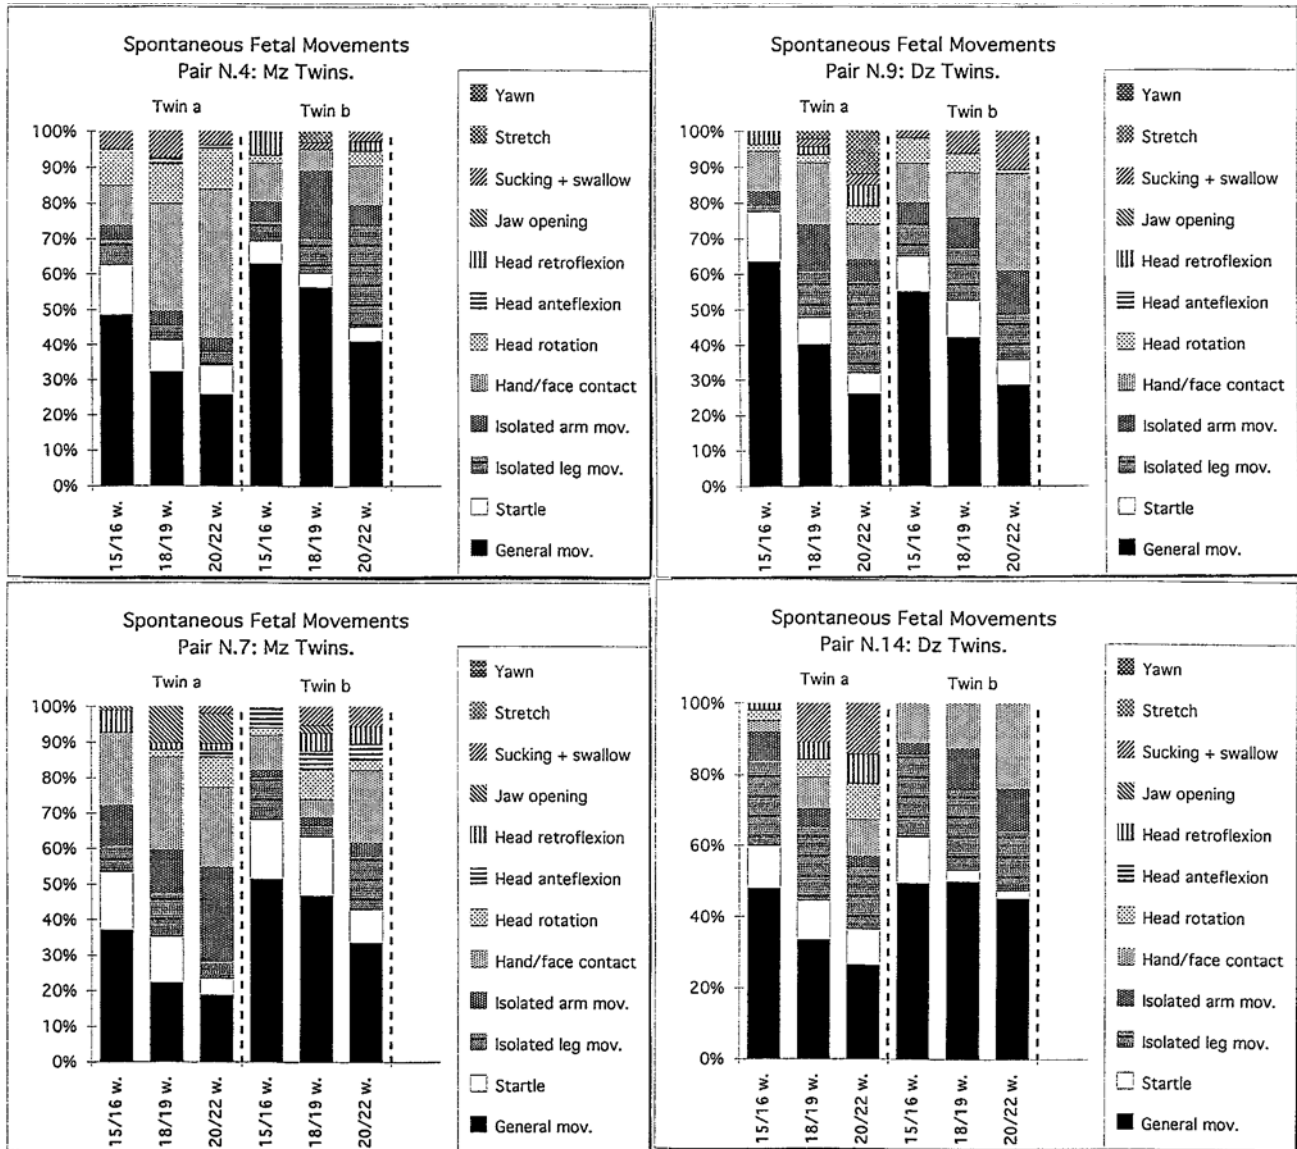 Spontaneous Fetal Movements
Pair N.4: Mz Twins.
Twin a
Twin b
100%
90%
80%
70%
60%
50%
40%
30%
20%
10%
0%
15/16 w.
18/19 w.
20/22 w.
15/16 w.
18/19 w.
20/22 w.
Yawn
Stretch
Sucking + swallow
Jaw opening
Head retroflexion
Head anteflexion
Head rotation
Hand/face contact
Isolated arm mov.
Isolated leg mov.
Startle
General mov.
Spontaneous Fetal Movements
Pair N.9: Dz Twins.
Twin a
Twin b
100%
90%
80%
70%
60%
50%
40%
30%
20%
10%
0%
15/16 w.
18/19 w.
20/22 w.
15/16 w.
18/19 w.
20/22 w.
Yawn
Stretch
Sucking + swallow
Jaw opening
Head retroflexion
Head anteflexion
Head rotation
Hand/face contact
Isolated arm mov.
Isolated leg mov.
Startle
General mov.
Spontaneous Fetal Movements
Pair N.7: Mz Twins.
Twin a
Twin b
100%
90%
80%
70%
60%
50%
40%
30%
20%
10%
0%
15/16 w.
18/19 w.
20/22 w.
15/16 w.
18/19 w.
20/22 w.
Yawn
Stretch
Sucking + swallow
Jaw opening
Head retroflexion
Head anteflexion
Head rotation
Hand/face contact
Isolated arm mov.
Isolated leg mov.
Startle
General mov.
Spontaneous Fetal Movements
Pair N.14: Dz Twins.
Twin a
Twin b
100%
80%
60%
40%
20%
0%
15/16 w.
18/19 w.
20/22 w.
15/16 w.
18/19 w.
20/22 w.
Yawn
Stretch
Sucking + swallow
Jaw opening
Head retroflexion
Head anteflexion
Head rotation
Hand/face contact
Isolated arm mov.
Isolated leg mov.
Startle
General mov.